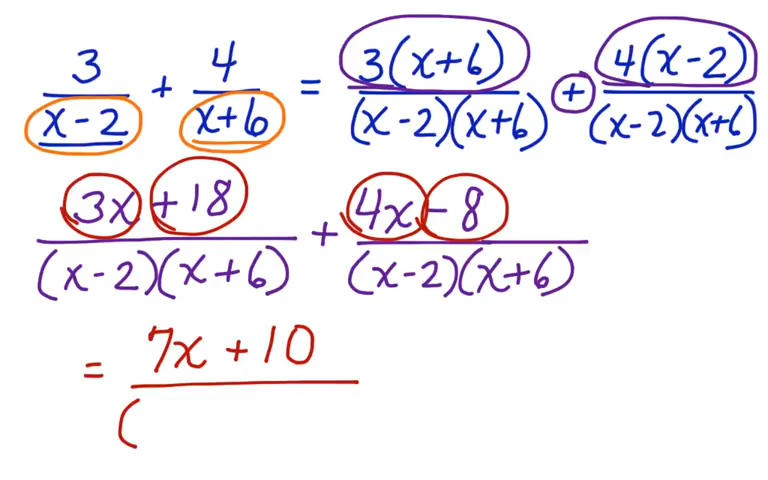 3/(x-2) + 4/(x+6) = 3(x+6)/((x-2)(x+6)) + 4(x-2)/((x-2)(x+6))
(3x+18)/((x-2)(x+6)) + (4x-8)/((x-2)(x+6))
= (7x+10)/(